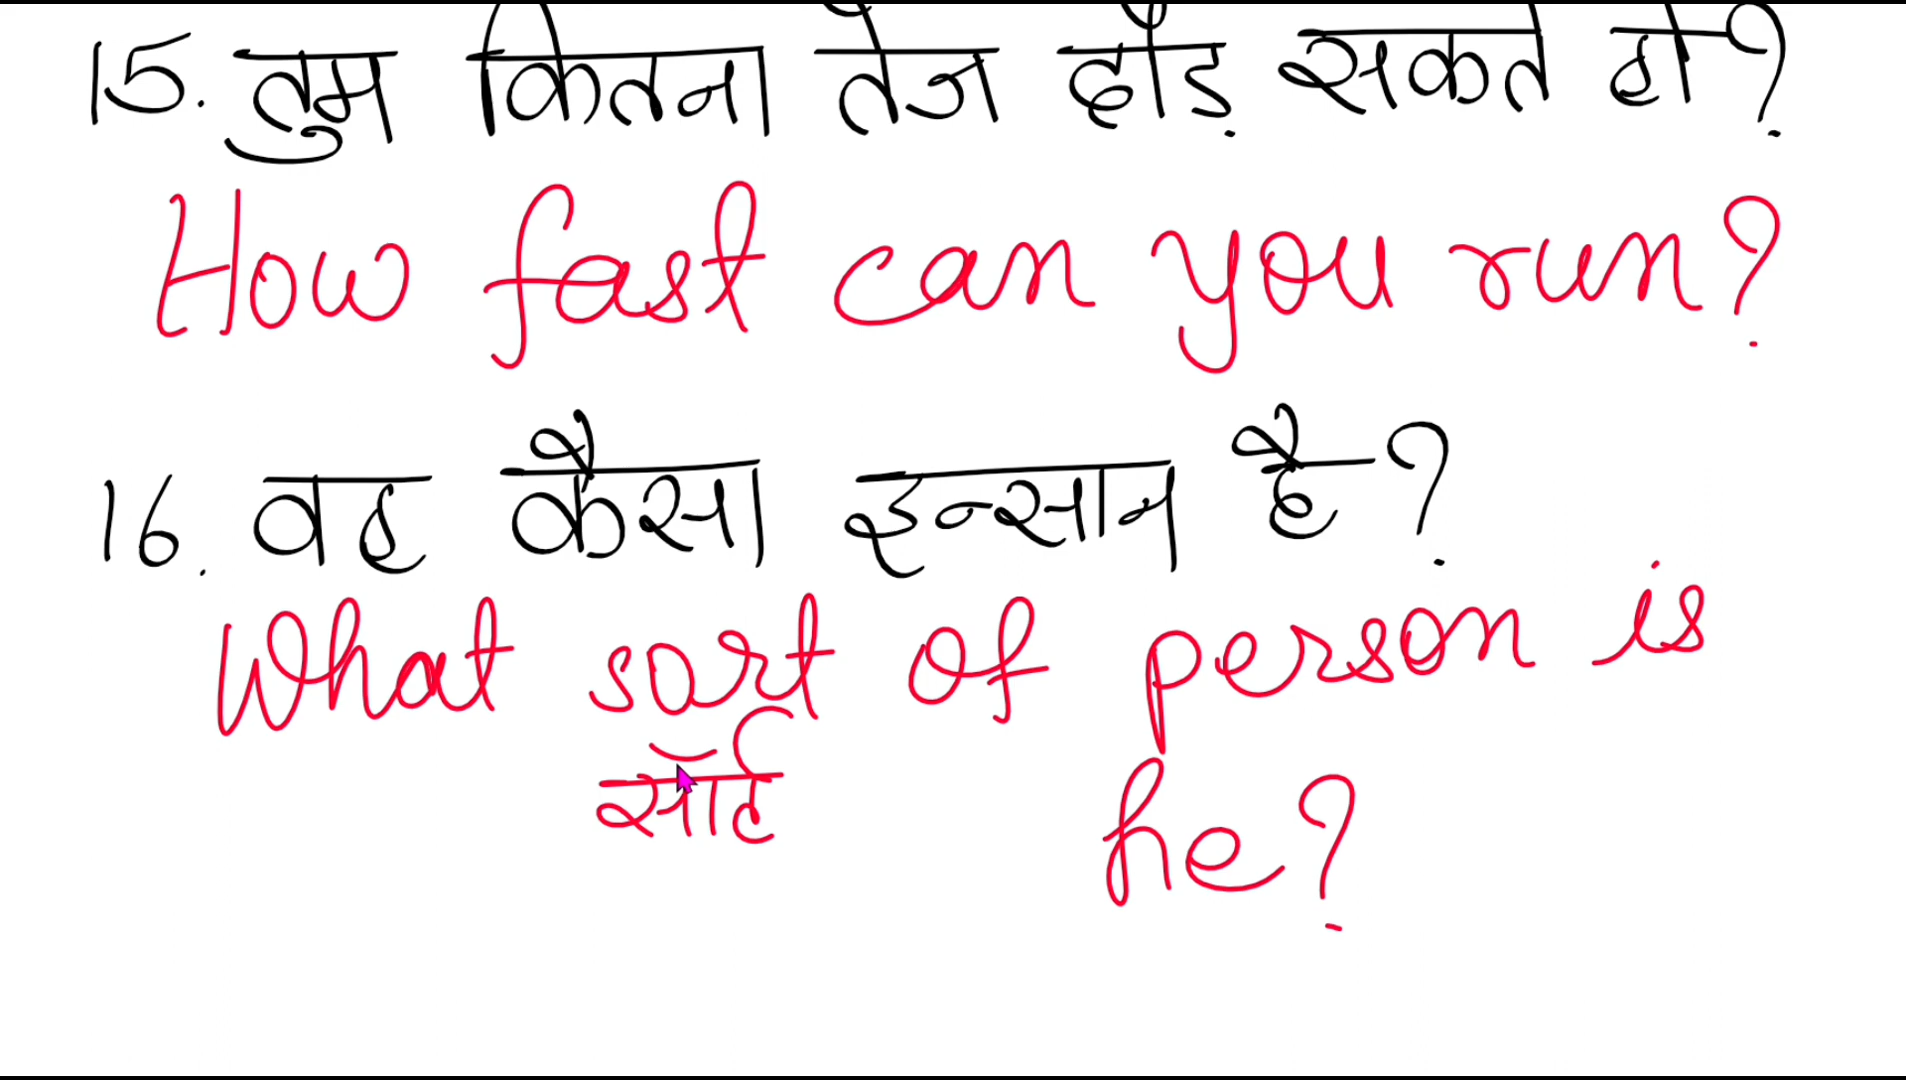 15. तुम कितना तेज दौड़ सकते हो?
How fast can you run?
16. वह कैसा इन्सान है?
What sort of person is
सॉर्ट
he?